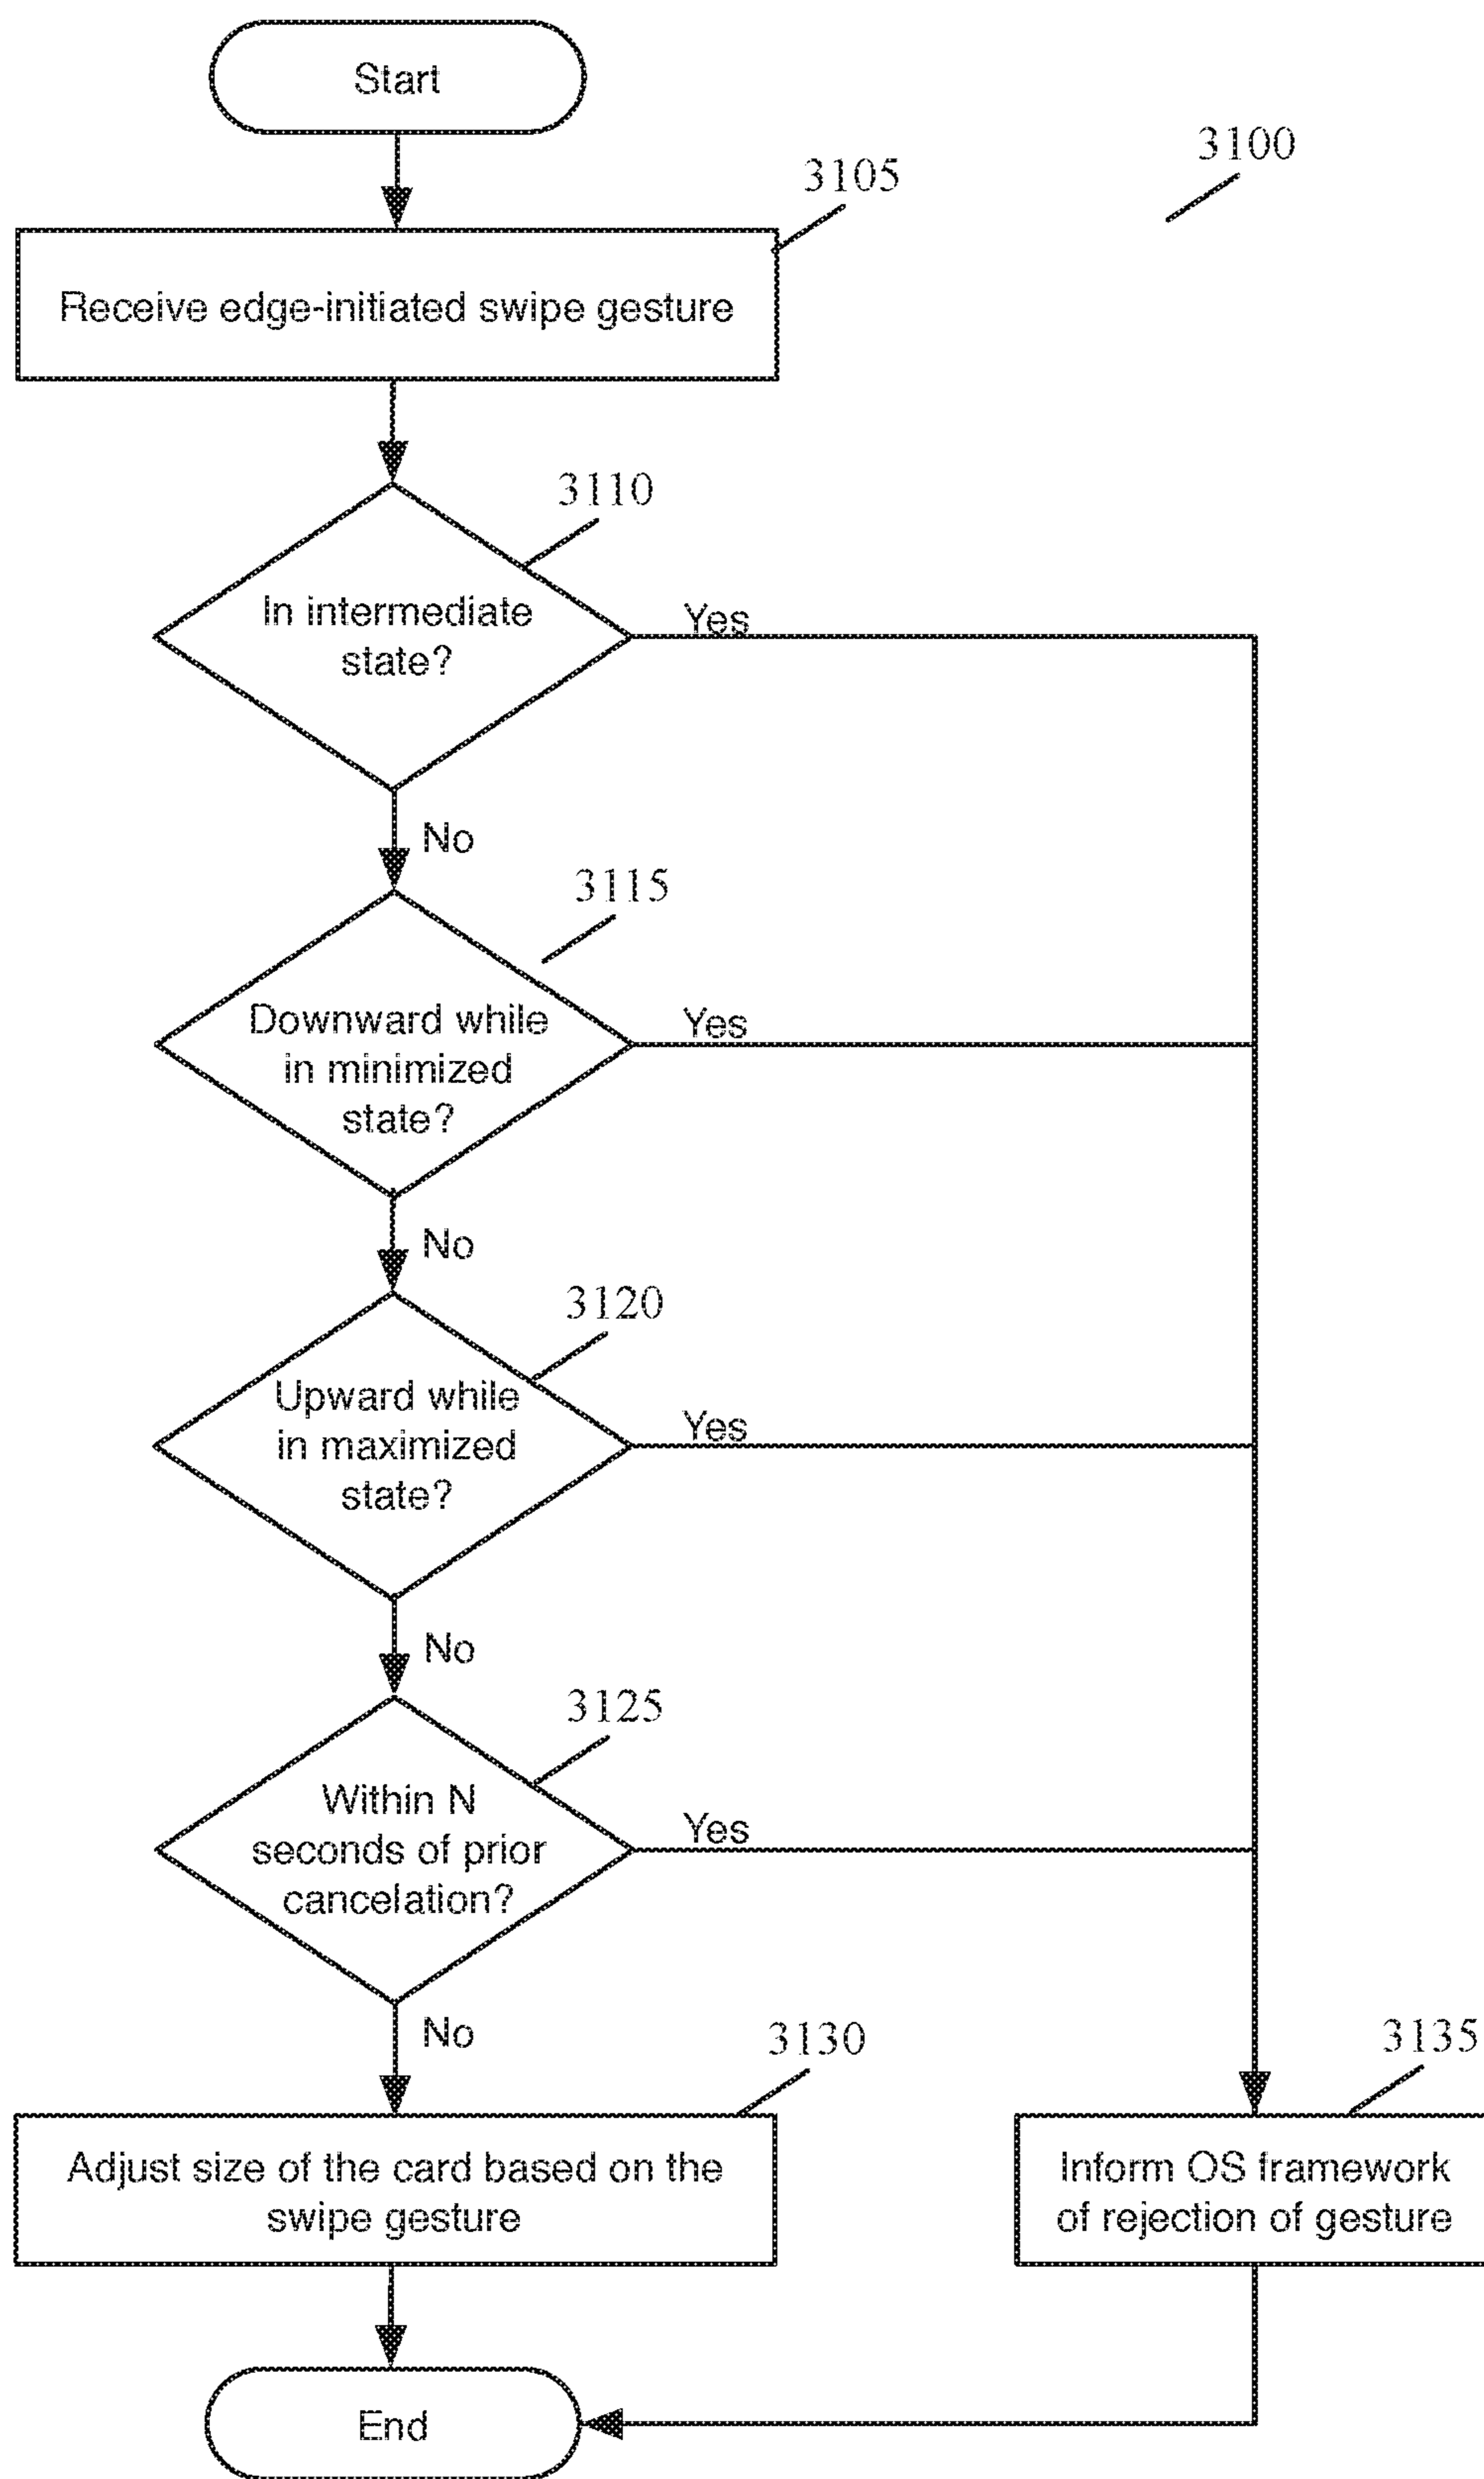 Start
3100
3105
Receive edge-initiated swipe gesture
3110
In intermediate
state?
Yes
No
3115
Downward while
in minimized
state?
Yes
No
3120
Upward while
in maximized
state?
Yes
No
3125
Within N
seconds of prior
cancelation?
Yes
No
3130
3135
Adjust size of the card based on the
swipe gesture
Inform OS framework
of rejection of gesture
End